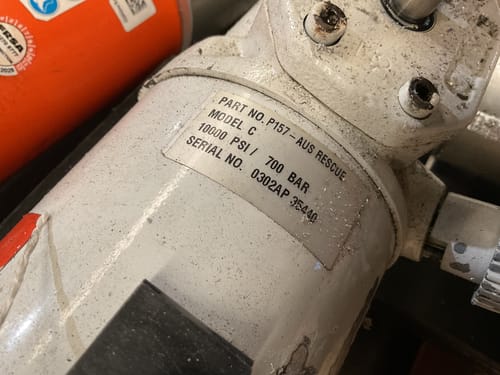 PART NO. P157-AUS RESCUE
MODEL C
10000 PSI/ 700 BAR
SERIAL NO. 0302AP 35440